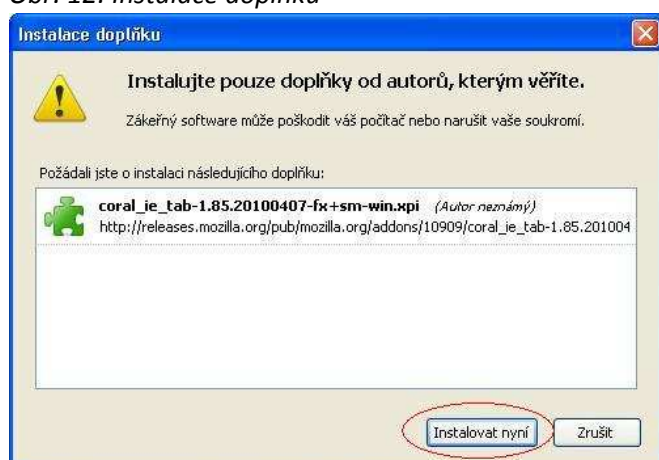 Obr. 12: Instalace doplňku
Instalace doplňku
Instalujte pouze doplňky od autorů, kterým věříte.
Zákeřný software může poškodit váš počítač nebo narušit vaše soukromí.
Požádali jste o instalaci následujícího doplňku:
coral_ie_tab-1.85.20100407-fx+sm-win.xpi (Autor neznámý)
http://releases.mozilla.org/pub/mozilla.org/addons/10909/coral_ie_tab-1.85.201004
Instalovat nyní Zrušit